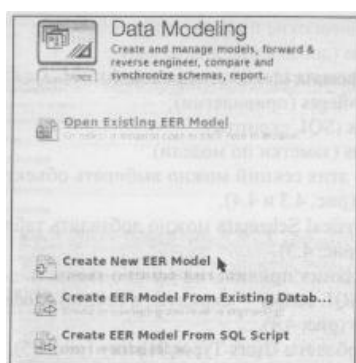 Data Modeling
Create and manage models, forward &
reverse engineer, compare and
synchronize schemas, report.
Open Existing EER Model
Create New EER Model
Create EER Model From Existing Datab...
Create EER Model From SQL Script